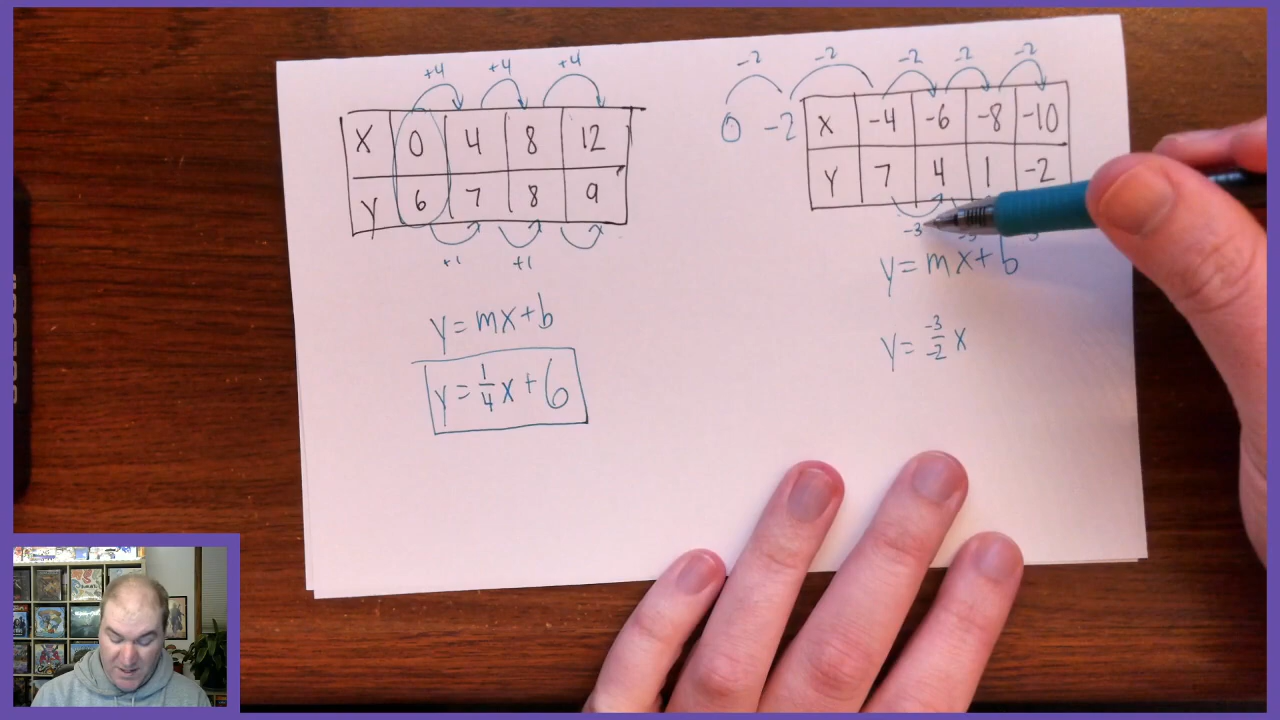 +4 +4 +4
X 0 4 8 12
Y 6 7 8 9
+1 +1
y = mx+b
y = 1/4 x + 6
-2 -2 -2 -2 -2
0 -2 X -4 -6 -8 -10
Y 7 4 1 -2
-3
y = mx+b
y = -3/-2 x